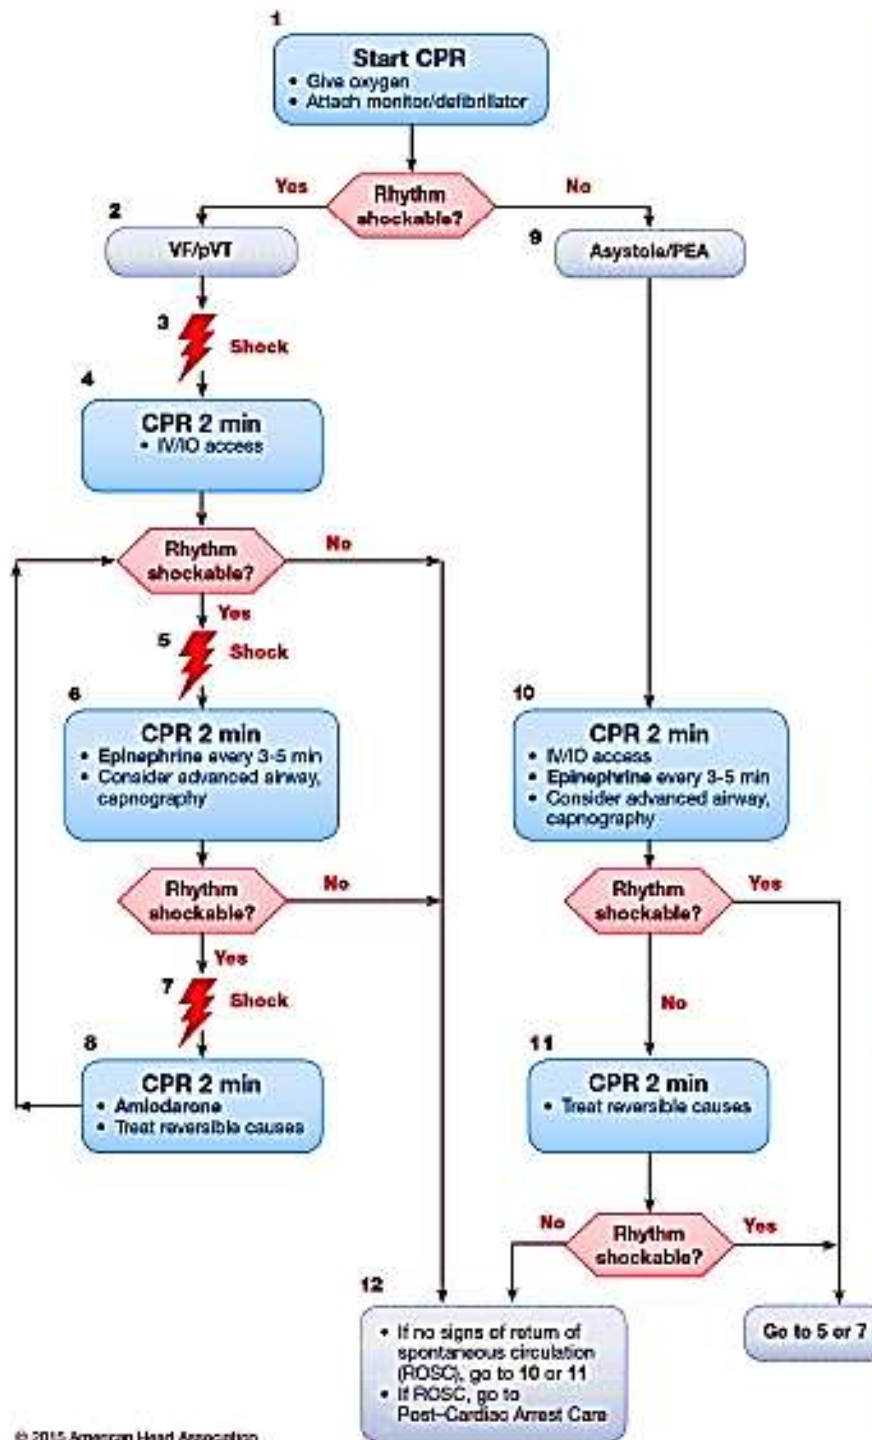 1
Start CPR
• Give oxygen
• Attach monitor/defibrillator
Yes
Rhythm
shockable?
No
2
VF/pVT
9
Asystole/PEA
3
Shock
4
CPR 2 min
• IV/IO access
Rhythm
shockable?
No
Yes
5
Shock
6
CPR 2 min
• Epinephrine every 3-5 min
• Consider advanced airway,
capnography
10
CPR 2 min
• IV/IO access
• Epinephrine every 3-5 min
• Consider advanced airway,
capnography
Rhythm
shockable?
No
Rhythm
shockable?
Yes
Yes
7
Shock
No
8
CPR 2 min
• Amiodarone
• Treat reversible causes
11
CPR 2 min
• Treat reversible causes
No
Rhythm
shockable?
Yes
12
• If no signs of return of
spontaneous circulation
(ROSC), go to 10 or 11
• If ROSC, go to
Post–Cardiac Arrest Care
Go to 5 or 7
© 2015 American Heart Association